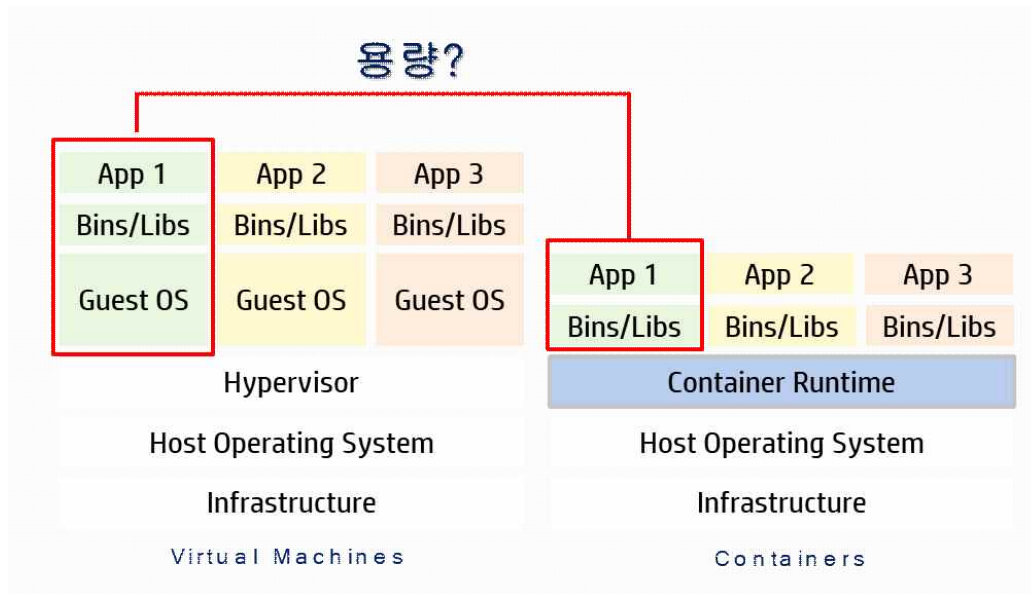 용량?
App 1 App 2 App 3
Bins/Libs Bins/Libs Bins/Libs
Guest OS Guest OS Guest OS
Hypervisor
Host Operating System
Infrastructure
Virtual Machines
App 1 App 2 App 3
Bins/Libs Bins/Libs Bins/Libs
Container Runtime
Host Operating System
Infrastructure
Containers